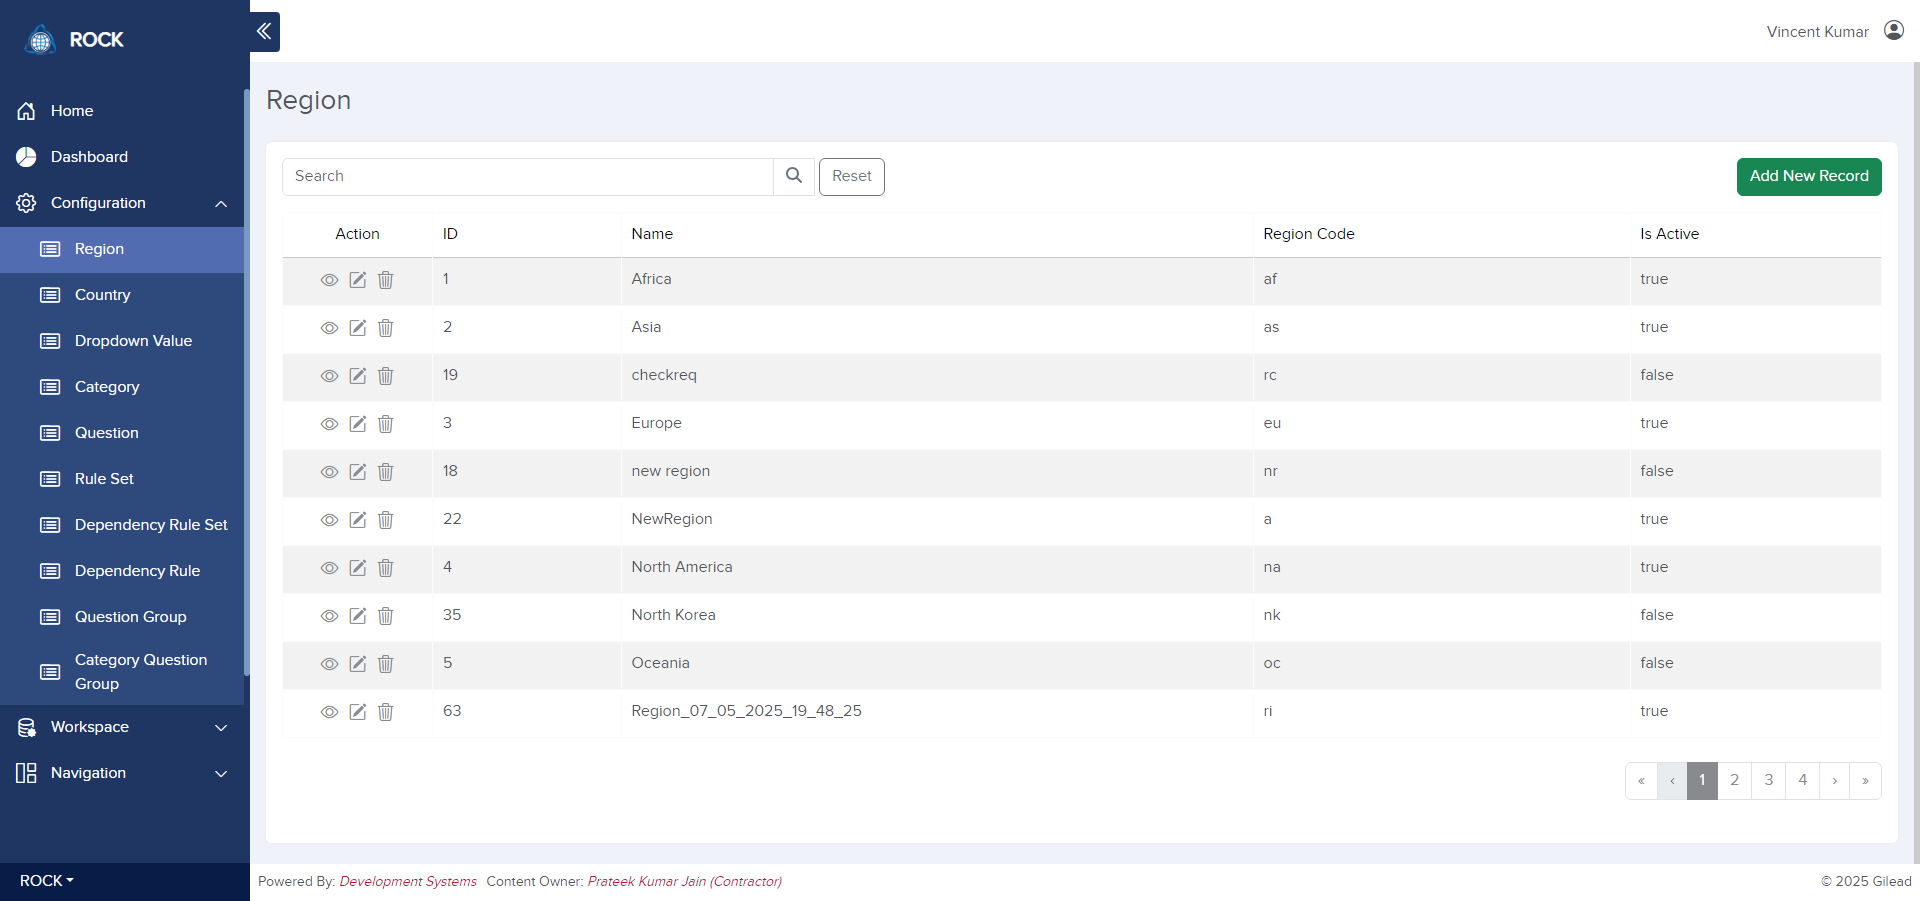 ROCK
Vincent Kumar
Home
Dashboard
Configuration
Region
Country
Dropdown Value
Category
Question
Rule Set
Dependency Rule Set
Dependency Rule
Question Group
Category Question
Group
Workspace
Navigation
ROCK
Region
Search
Reset
Add New Record
Action ID Name Region Code Is Active
1 Africa af true
2 Asia as true
19 checkreq rc false
3 Europe eu true
18 new region nr false
22 NewRegion a true
4 North America na true
35 North Korea nk false
5 Oceania oc false
63 Region_07_05_2025_19_48_25 ri true
« ‹ 1 2 3 4 › »
Powered By: Development Systems Content Owner: Prateek Kumar Jain (Contractor)
© 2025 Gilead